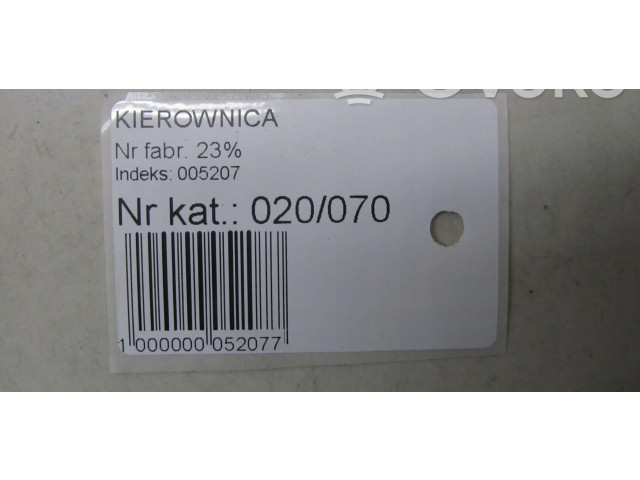 KIEROWNICA
Nr fabr. 23%
Indeks: 005207
Nr kat.: 020/070
1 000000 052077